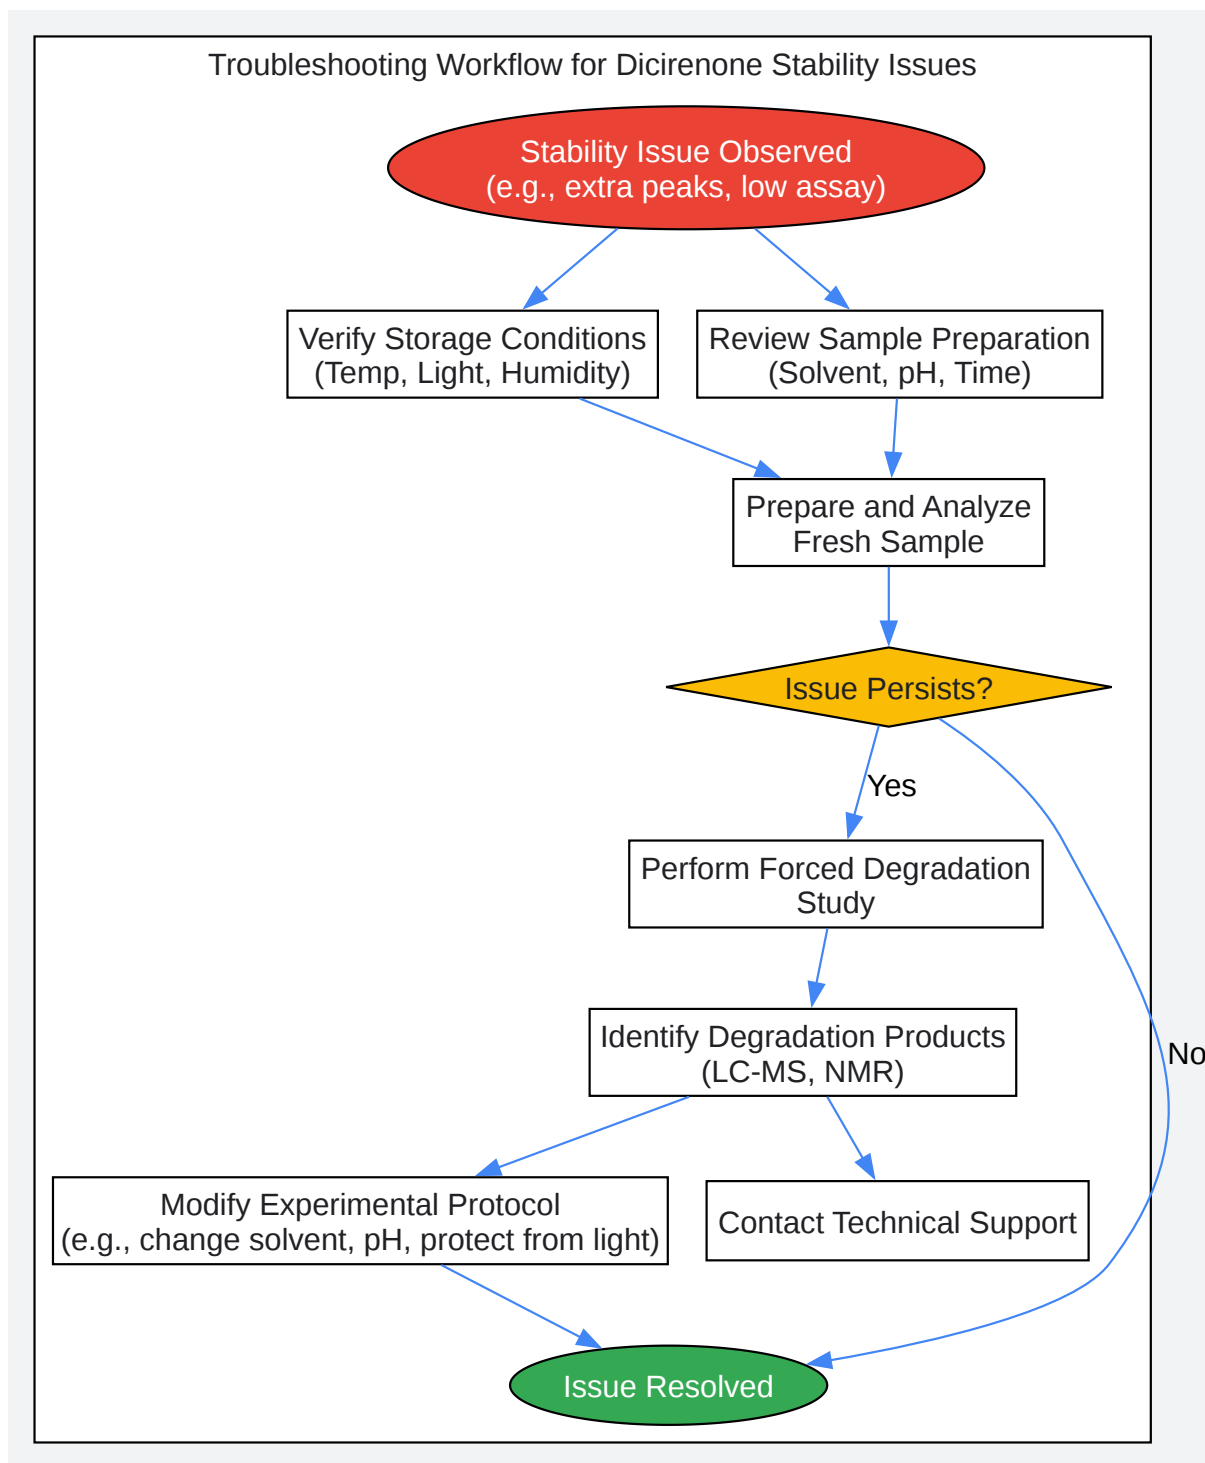 Troubleshooting Workflow for Dicirenone Stability Issues
Stability Issue Observed
(e.g., extra peaks, low assay)
Verify Storage Conditions
(Temp, Light, Humidity)
Review Sample Preparation
(Solvent, pH, Time)
Prepare and Analyze
Fresh Sample
Issue Persists?
Yes
Perform Forced Degradation
Study
Identify Degradation Products
(LC-MS, NMR)
No
Modify Experimental Protocol
(e.g., change solvent, pH, protect from light)
Contact Technical Support
Issue Resolved